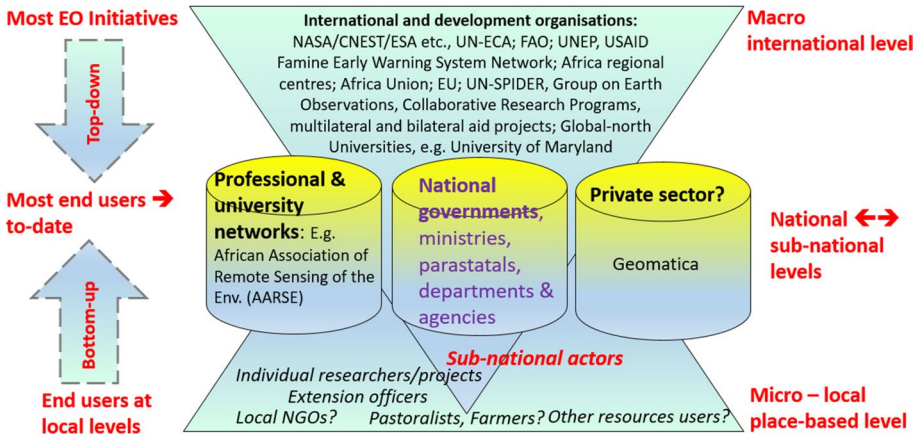 Most EO Initiatives
Top-down
Most end users ➔
to-date
Bottom-up
End users at
local levels
International and development organisations:
NASA/CNEST/ESA etc., UN-ECA; FAO; UNEP, USAID
Famine Early Warning System Network; Africa regional
centres; Africa Union; EU; UN-SPIDER, Group on Earth
Observations, Collaborative Research Programs,
multilateral and bilateral aid projects; Global-north
Universities, e.g. University of Maryland
Professional &
university
networks: E.g.
African Association of
Remote Sensing of the
Env. (AARSE)
National
governments,
ministries,
parastatals,
departments &
agencies
Private sector?
Geomatica
Sub-national actors
Individual researchers/projects
Extension officers
Local NGOs? Pastoralists, Farmers? Other resources users?
Macro
international level
National ←→
sub-national
levels
Micro – local
place-based level